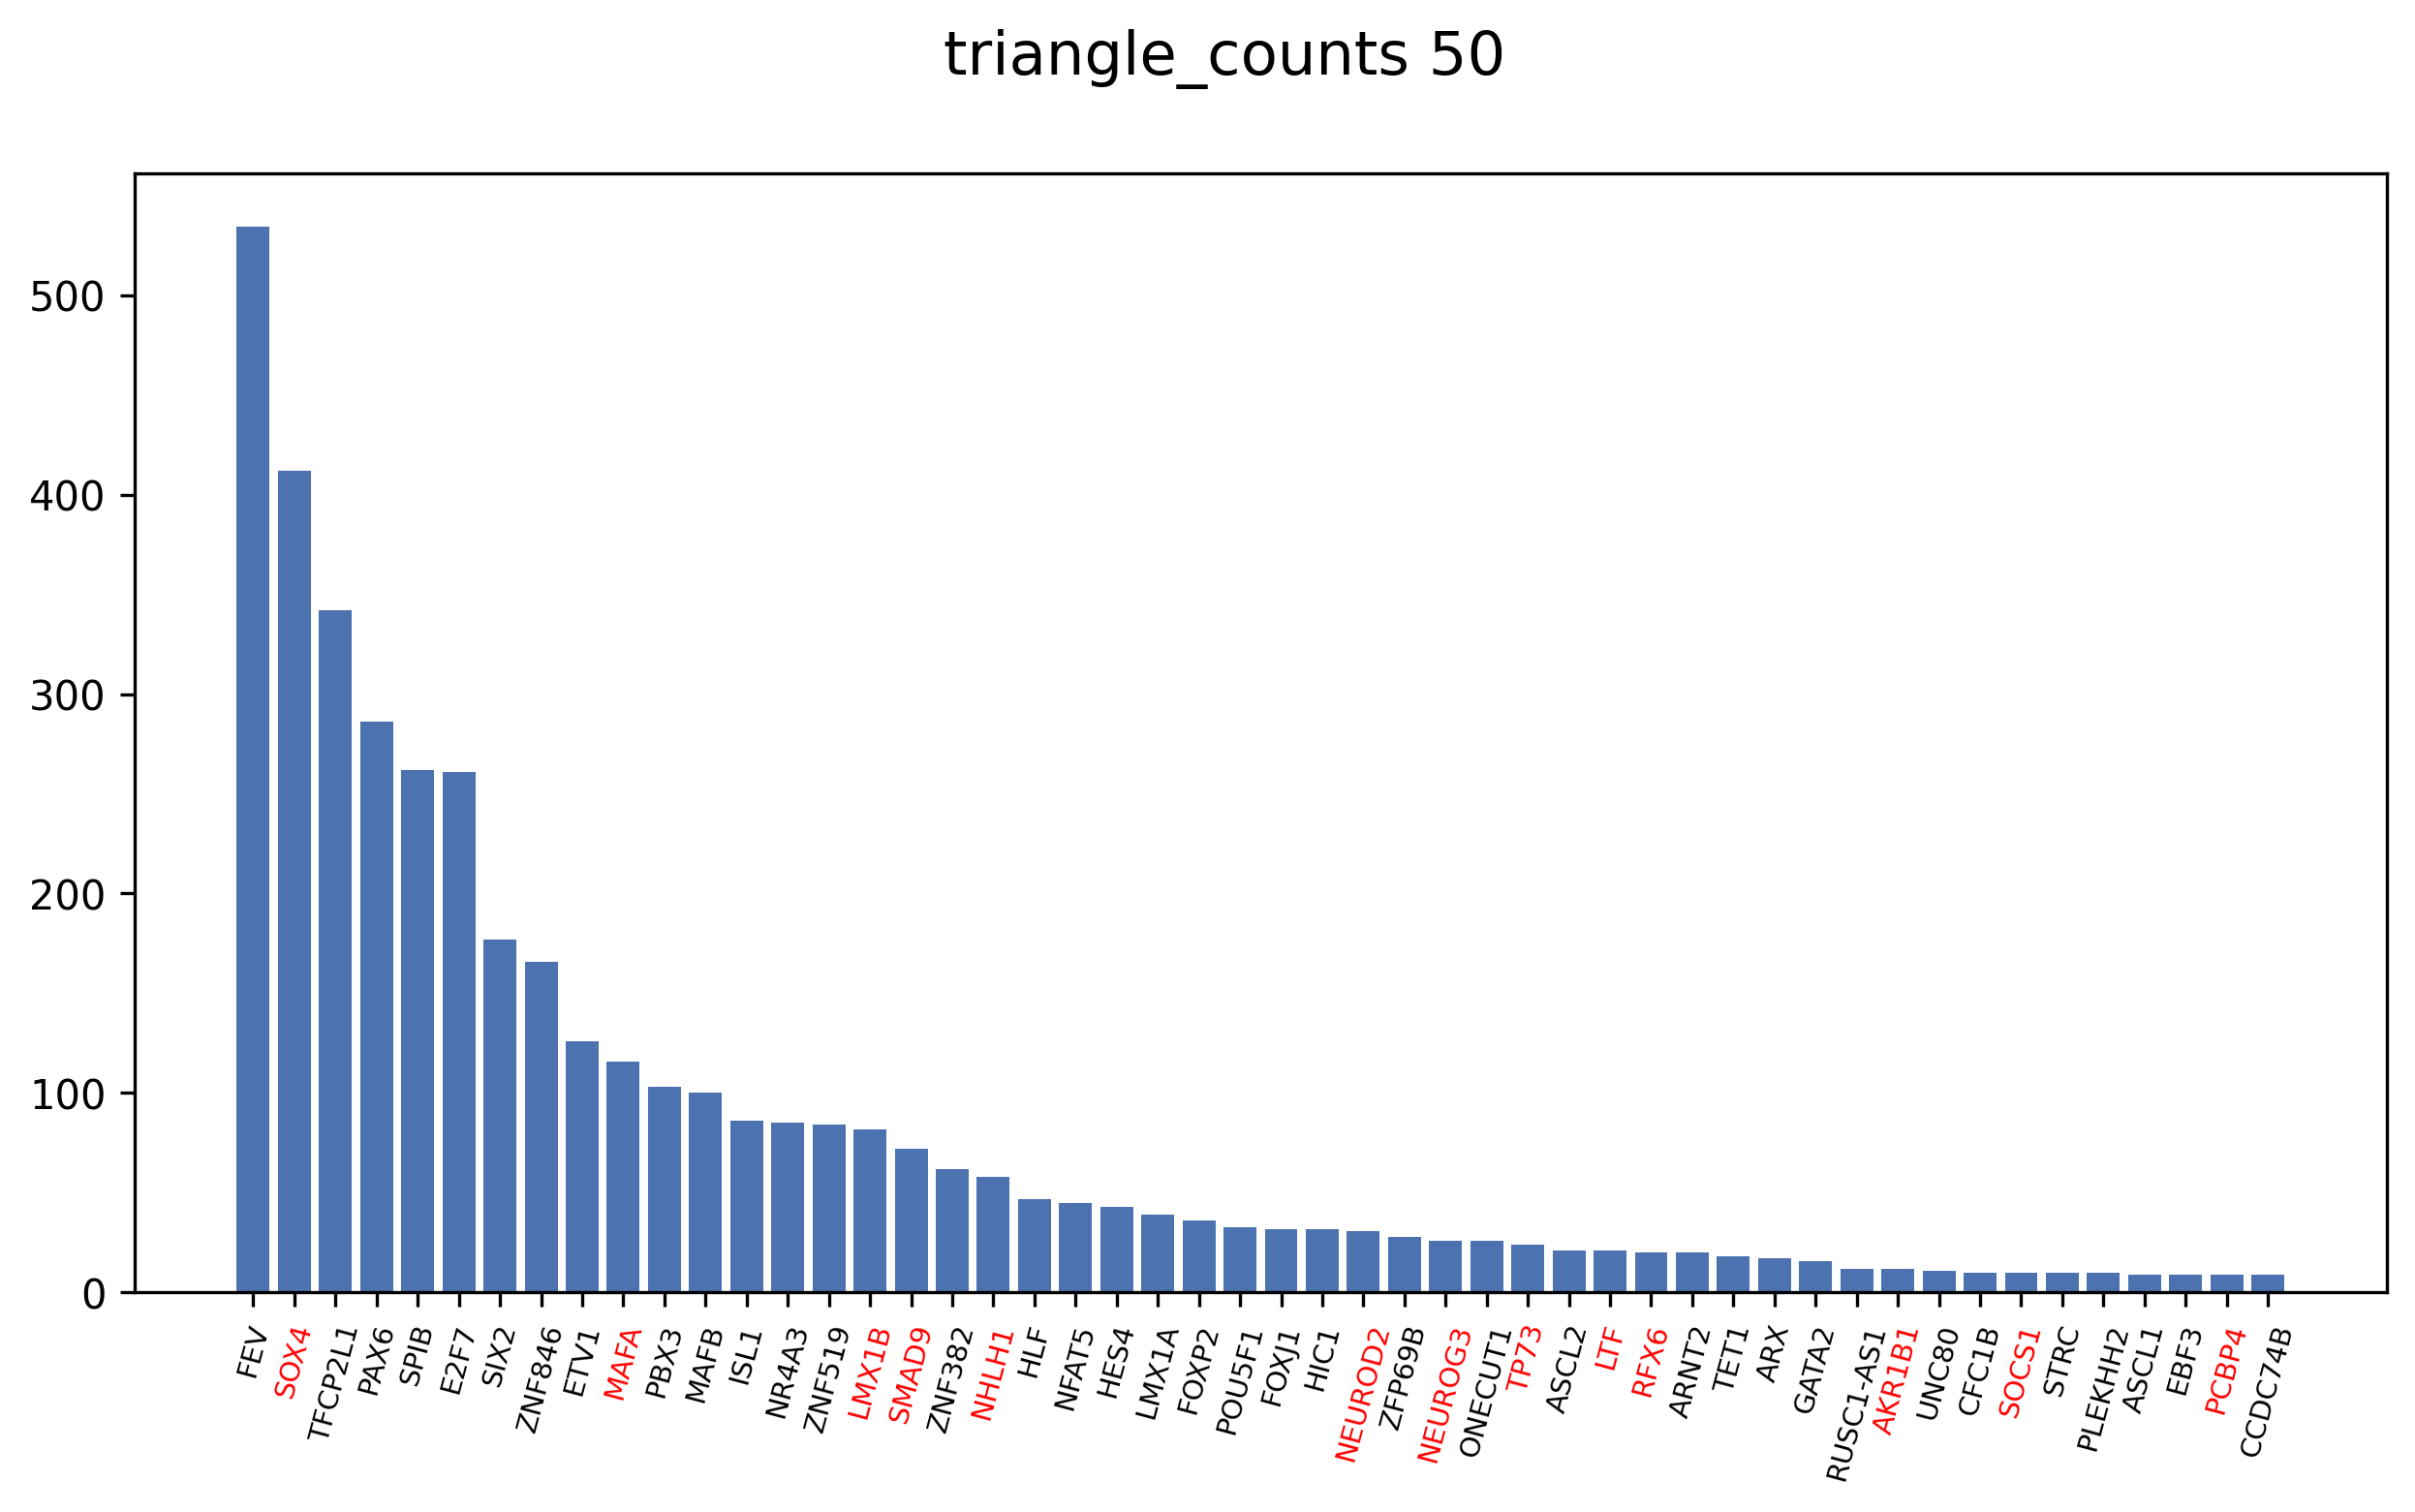 triangle_counts 50
500
400
300
200
100
0
FEV
SOX4
TFCP2L1
PAX6
SPIB
E2F7
SIX2
ZNF846
ETV1
MAFA
PBX3
MAFB
ISL1
NR4A3
ZNF519
LMX1B
SMAD9
ZNF382
NHLH1
HLF
NFAT5
HES4
LMX1A
FOXP2
POU5F1
FOXJ1
HIC1
NEUROD2
ZFP69B
NEUROG3
ONECUT1
TP73
ASCL2
LTF
RFX6
ARNT2
TET1
ARX
GATA2
RUSC1-AS1
AKR1B1
UNC80
CFC1B
SOCS1
STRC
PLEKHH2
ASCL1
EBF3
PCBP4
CCDC74B